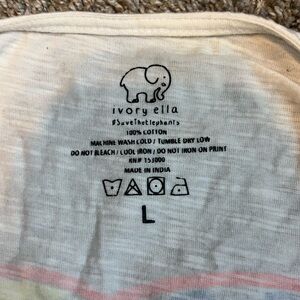 ivory ella
#SaveTheElephants
100% COTTON
MACHINE WASH COLD / TUMBLE DRY LOW
DO NOT BLEACH / COOL IRON / DO NOT IRON ON PRINT
RN# 151000
MADE IN INDIA
L